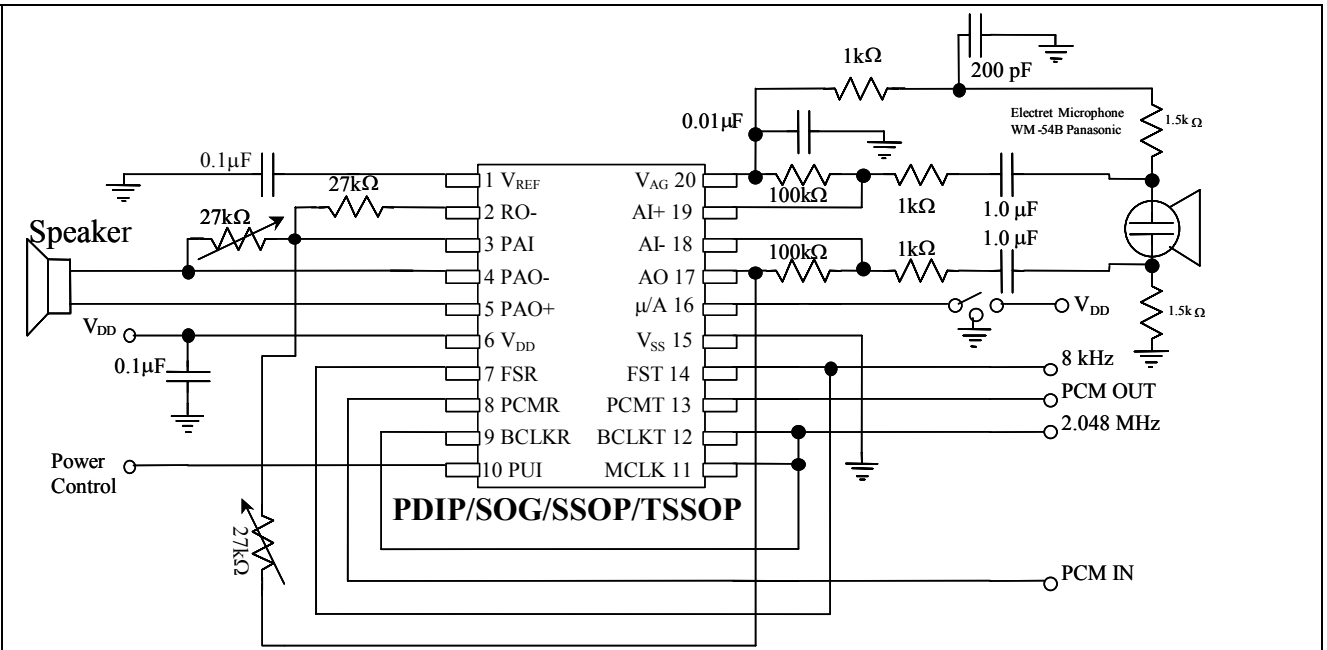 1kΩ
200 pF
Electret Microphone
WM -54B Panasonic
1.5k Ω
0.01μF
0.1μF
27kΩ
1 VREF
VAG 20
100kΩ
1kΩ
1.0 μF
27kΩ
2 RO-
AI+ 19
Speaker
3 PAI
AI- 18
100kΩ
1kΩ
1.0 μF
4 PAO-
AO 17
5 PAO+
μ/A 16
VDD
1.5k Ω
VDD
6 VDD
VSS 15
0.1μF
7 FSR
FST 14
8 kHz
8 PCMR
PCMT 13
PCM OUT
9 BCLKR
BCLKT 12
2.048 MHz
Power
Control
10 PUI
MCLK 11
PDIP/SOG/SSOP/TSSOP
27kΩ
PCM IN